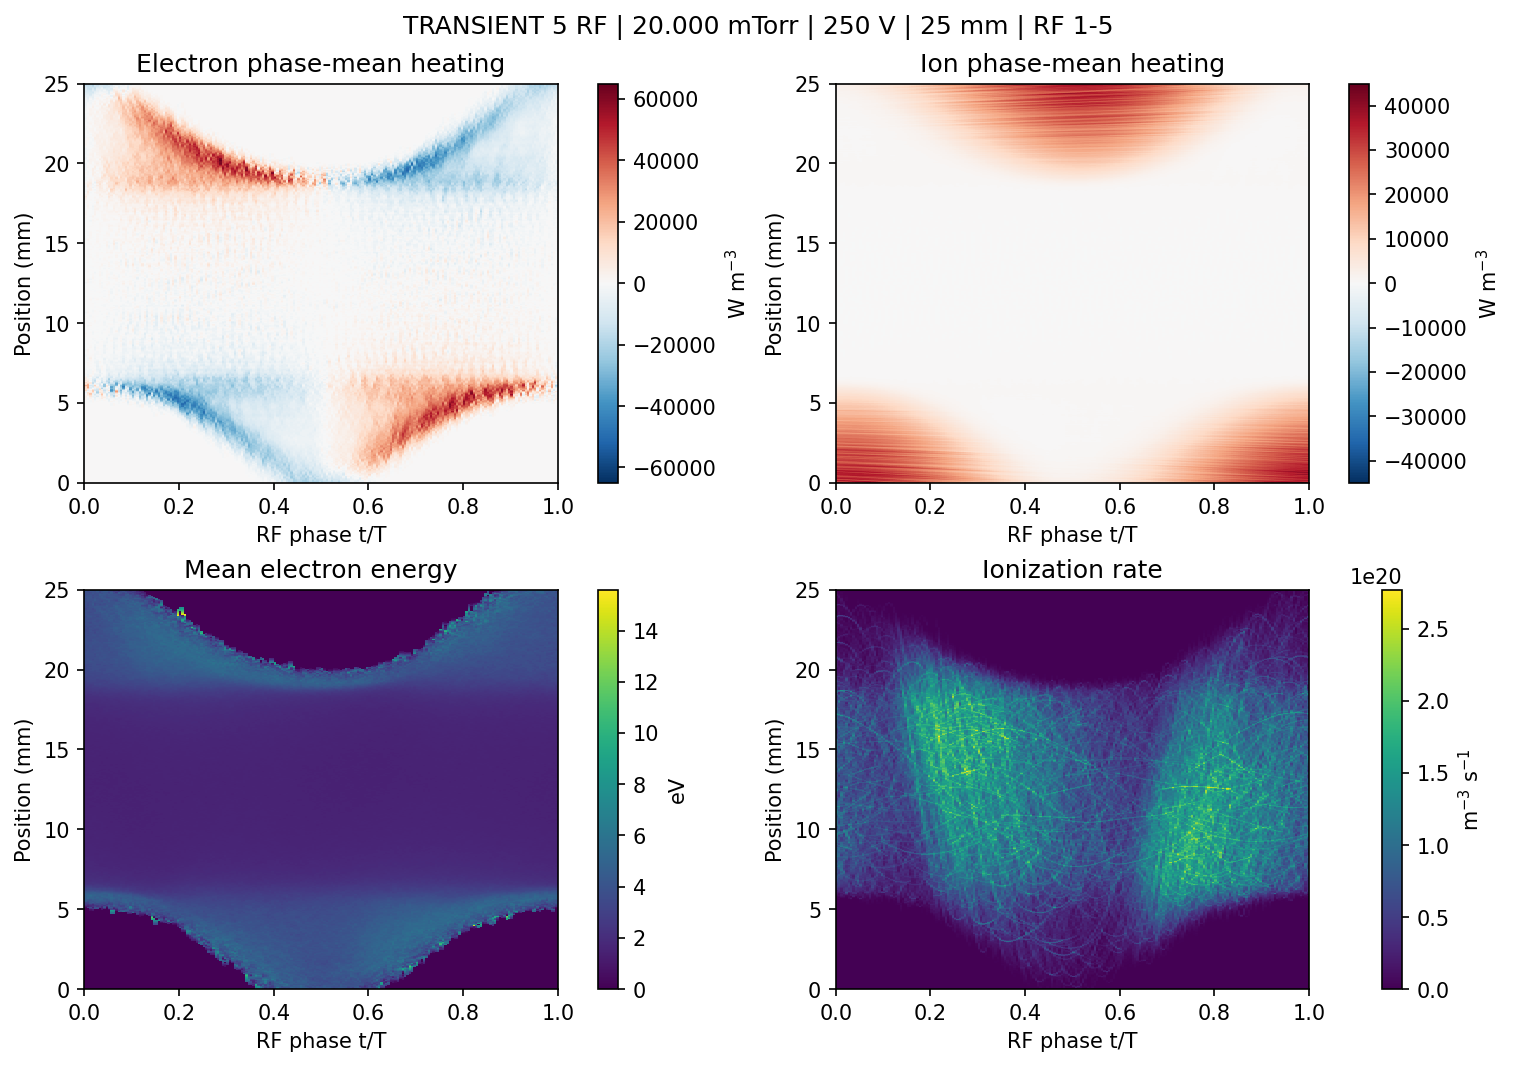 TRANSIENT 5 RF | 20.000 mTorr | 250 V | 25 mm | RF 1-5
Electron phase-mean heating
Position (mm)
25
20
15
10
5
0
0.0 0.2 0.4 0.6 0.8 1.0
RF phase t/T
60000
40000
20000
0
−20000
−40000
−60000
W m⁻³
Ion phase-mean heating
Position (mm)
25
20
15
10
5
0
0.0 0.2 0.4 0.6 0.8 1.0
RF phase t/T
40000
30000
20000
10000
0
−10000
−20000
−30000
−40000
W m⁻³
Mean electron energy
Position (mm)
25
20
15
10
5
0
0.0 0.2 0.4 0.6 0.8 1.0
RF phase t/T
14
12
10
8
6
4
2
0
eV
Ionization rate
Position (mm)
25
20
15
10
5
0
0.0 0.2 0.4 0.6 0.8 1.0
RF phase t/T
1e20
2.5
2.0
1.5
1.0
0.5
0.0
m⁻³ s⁻¹